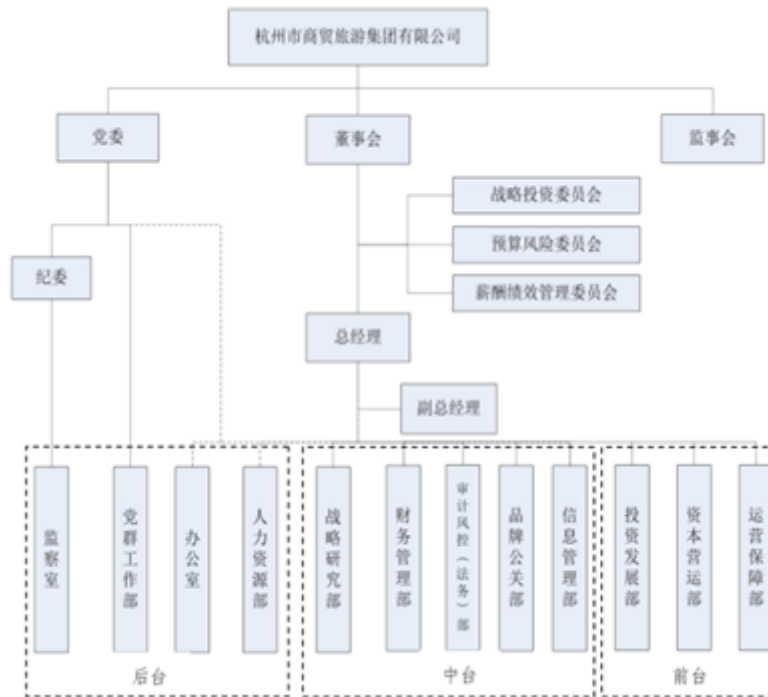 杭州市商贸旅游集团有限公司
党委
董事会
监事会
战略投资委员会
预算风险委员会
薪酬绩效管理委员会
纪委
总经理
副总经理
监察室
党群工作部
办公室
人力资源部
战略研究部
财务管理部
审计风控（法务）部
品牌公关部
信息管理部
投资发展部
资本营运部
运营保障部
后台
中台
前台